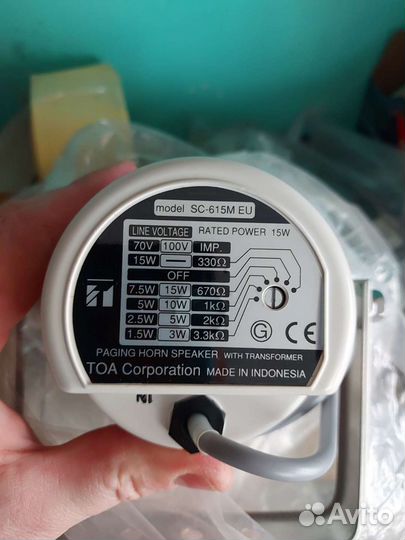 model SC-615M EU
LINE VOLTAGE RATED POWER 15W
70V 100V IMP.
15W — 330Ω
OFF
7.5W 15W 670Ω
5W 10W 1kΩ
2.5W 5W 2kΩ
1.5W 3W 3.3kΩ
G CE
PAGING HORN SPEAKER WITH TRANSFORMER
TOA Corporation MADE IN INDONESIA
Avito